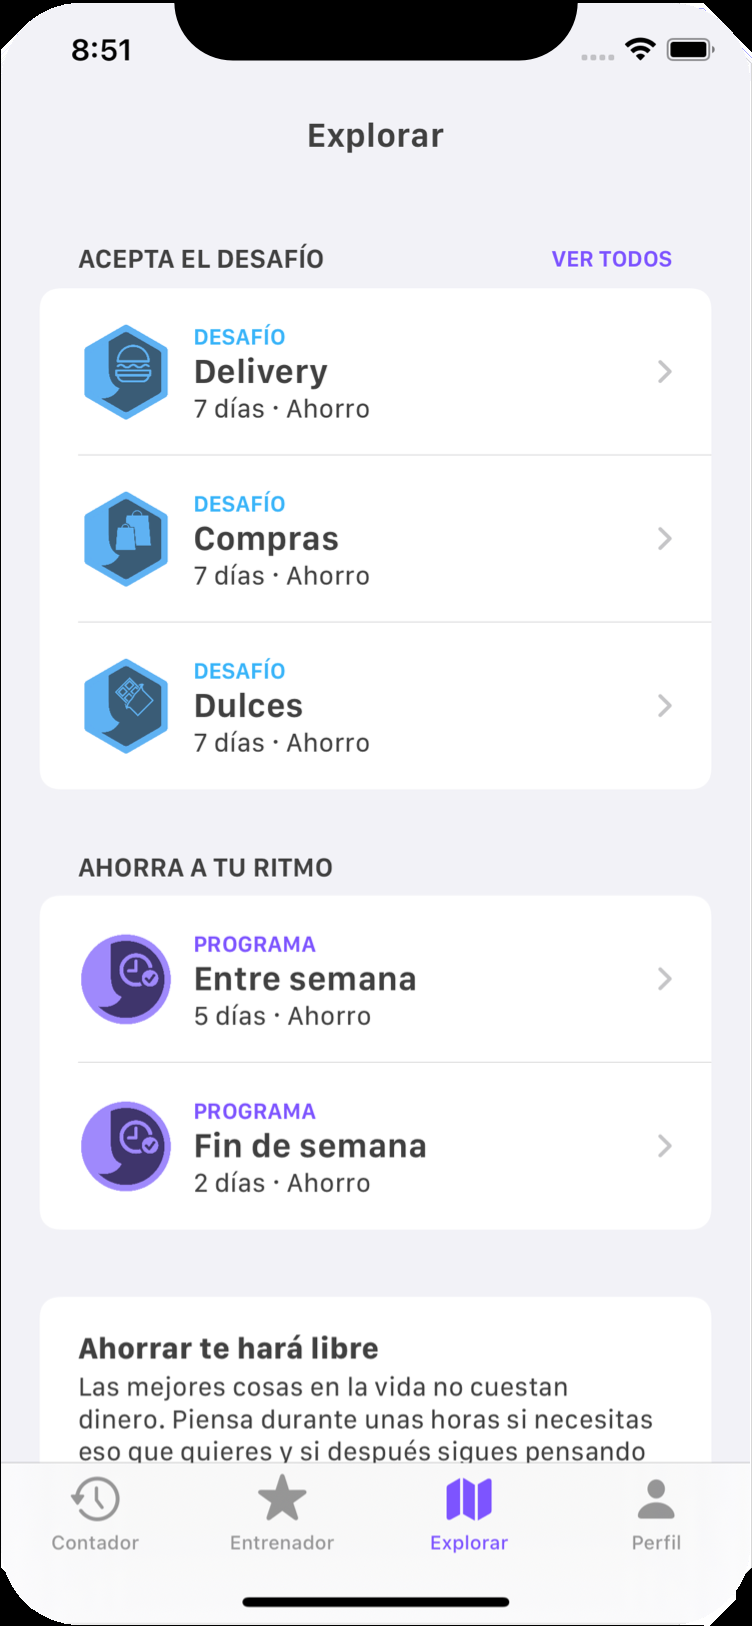 8:51
Explorar
ACEPTA EL DESAFÍO VER TODOS
DESAFÍO
Delivery
7 días · Ahorro
DESAFÍO
Compras
7 días · Ahorro
DESAFÍO
Dulces
7 días · Ahorro
AHORRA A TU RITMO
PROGRAMA
Entre semana
5 días · Ahorro
PROGRAMA
Fin de semana
2 días · Ahorro
Ahorrar te hará libre
Las mejores cosas en la vida no cuestan
dinero. Piensa durante unas horas si necesitas
eso que quieres y si después sigues pensando
Contador Entrenador Explorar Perfil